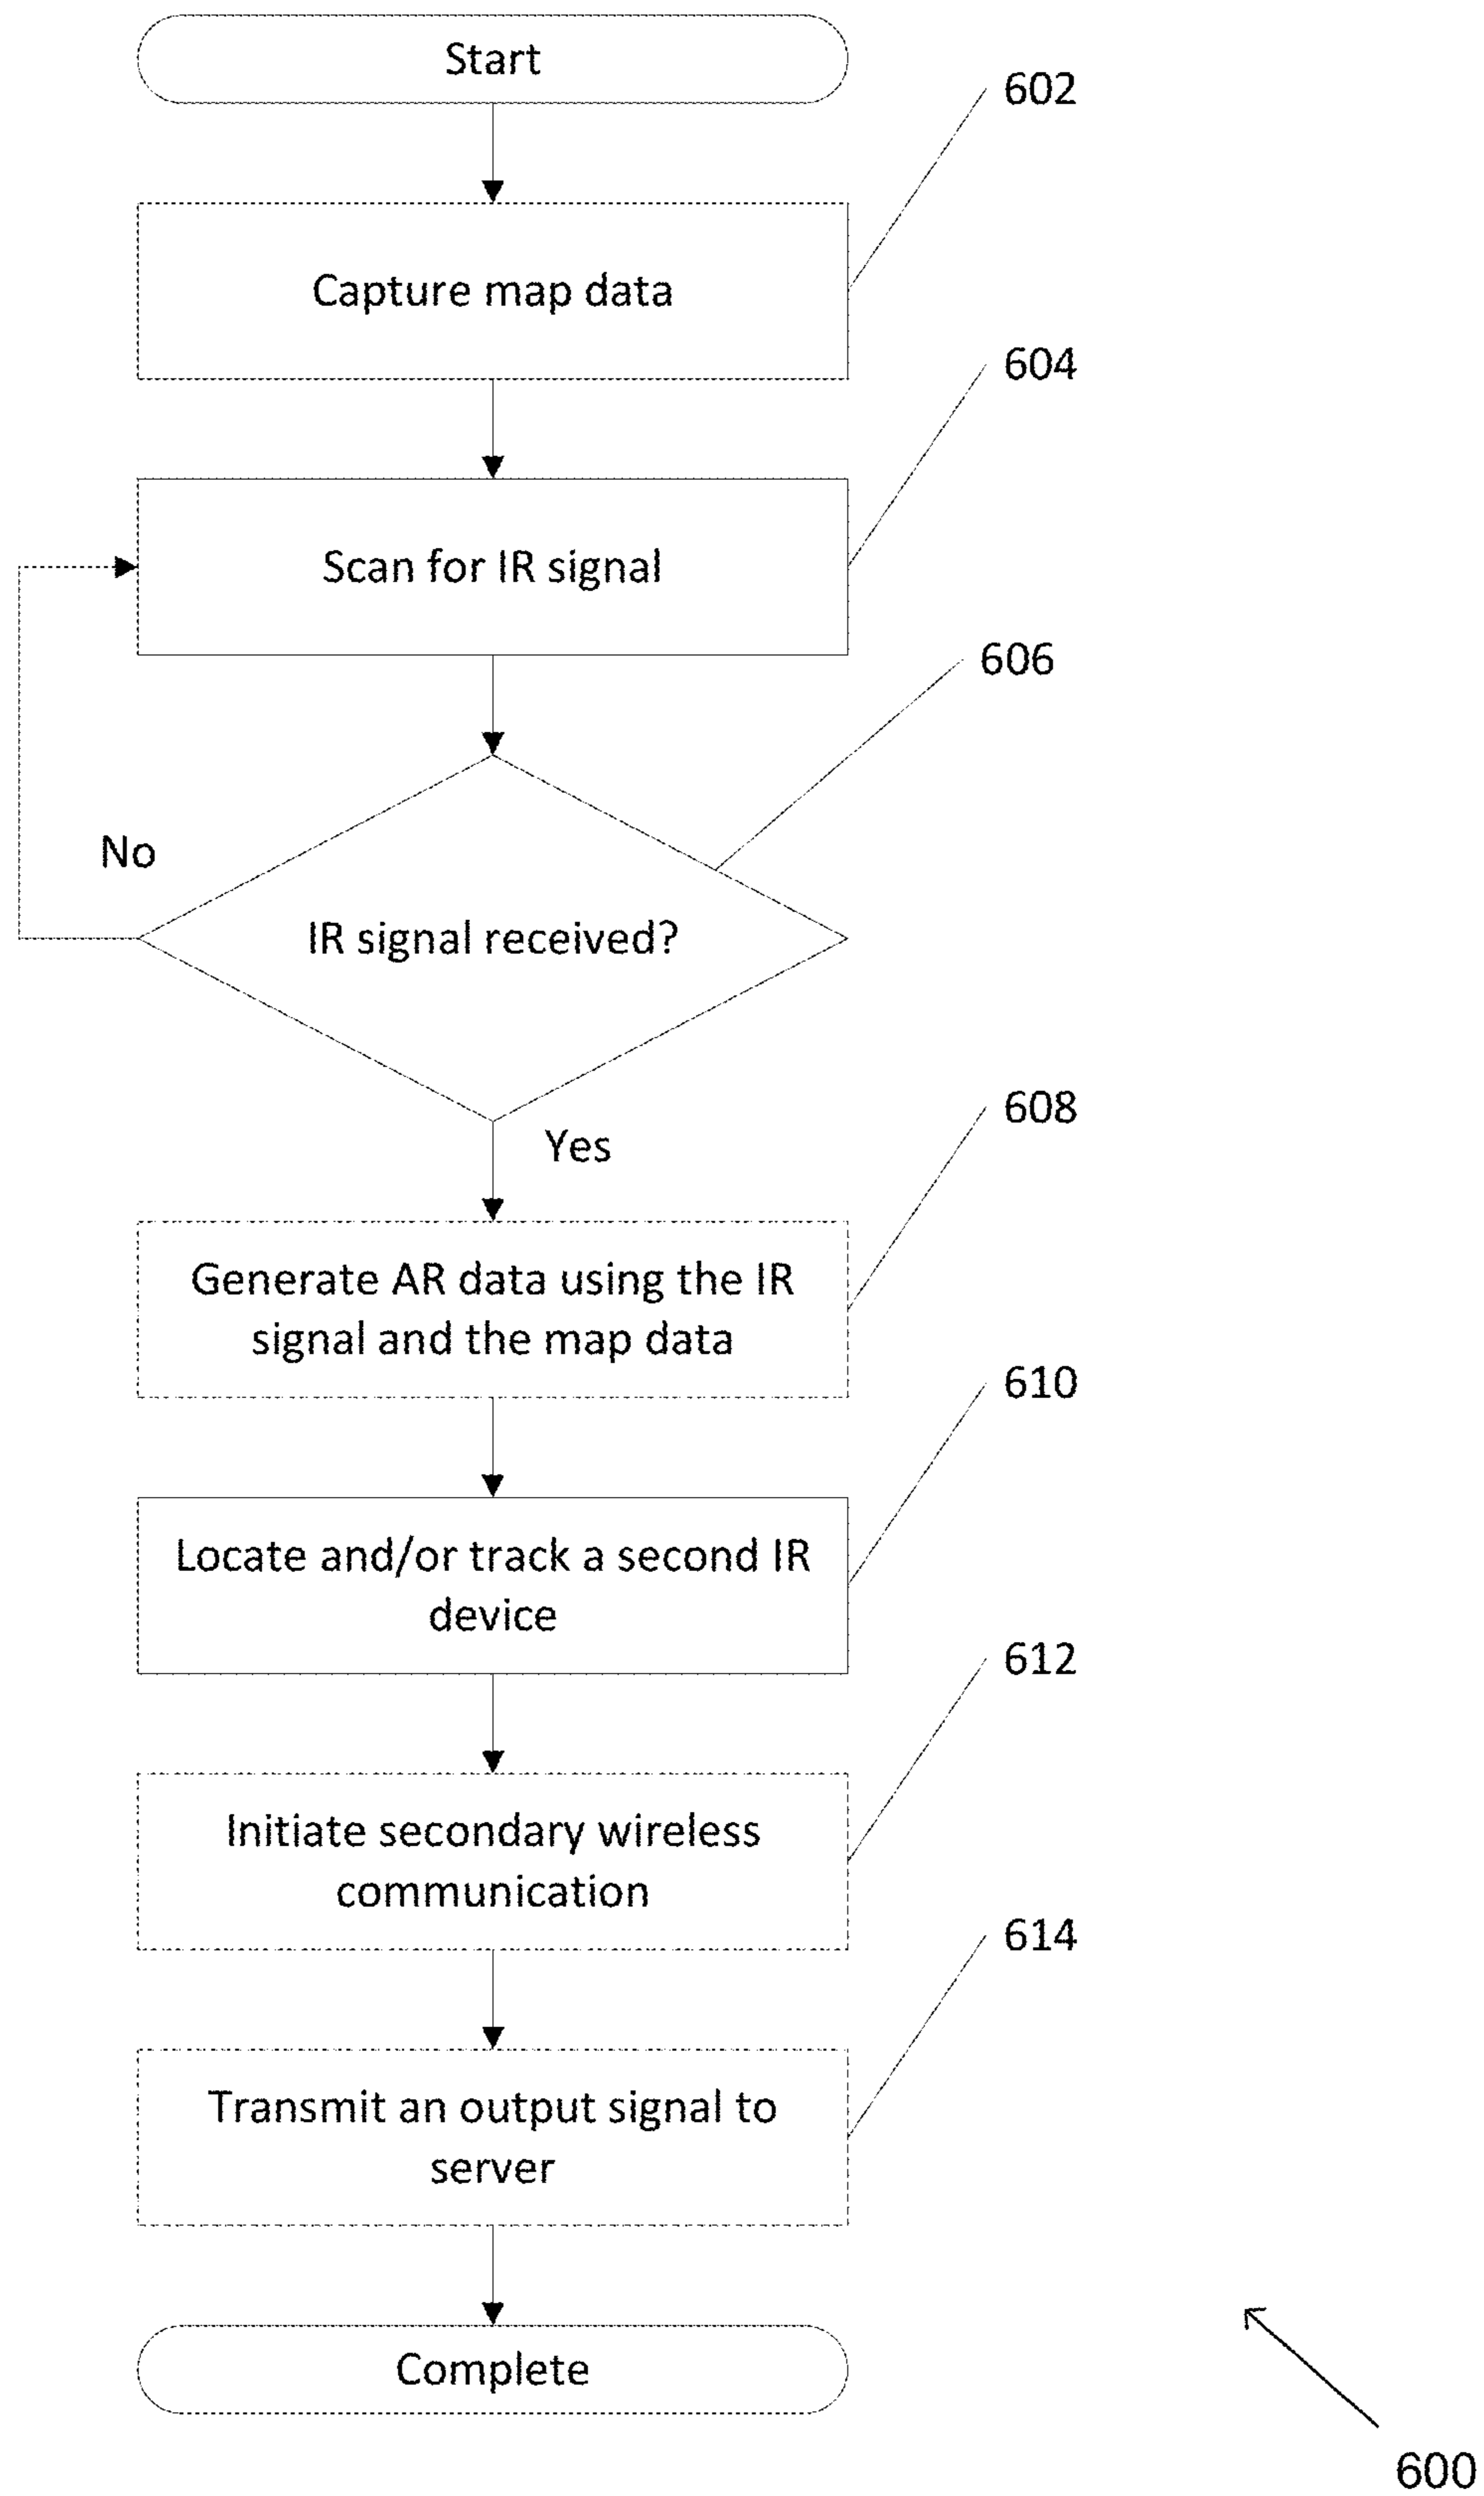 Start
602
Capture map data
604
Scan for IR signal
606
No
IR signal received?
Yes
608
Generate AR data using the IR
signal and the map data
610
Locate and/or track a second IR
device
612
Initiate secondary wireless
communication
614
Transmit an output signal to
server
Complete
600